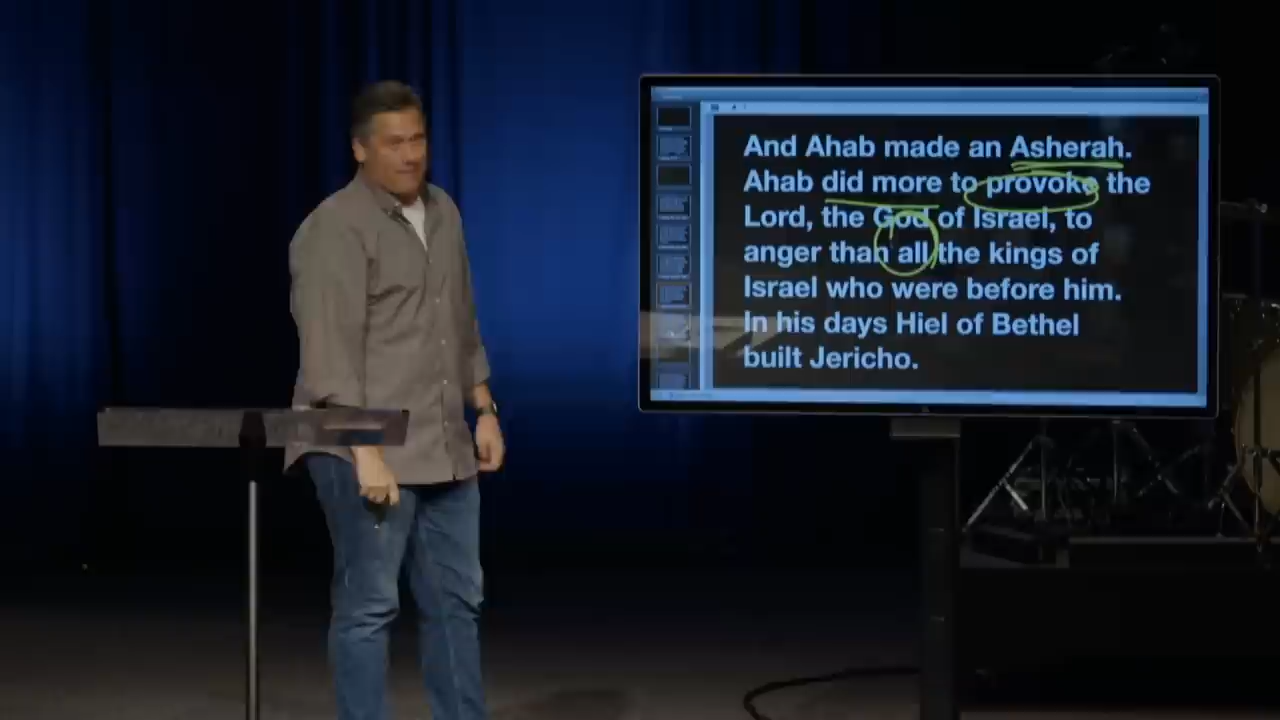 And Ahab made an Asherah.
Ahab did more to provoke the
Lord, the God of Israel, to
anger than all the kings of
Israel who were before him.
In his days Hiel of Bethel
built Jericho.